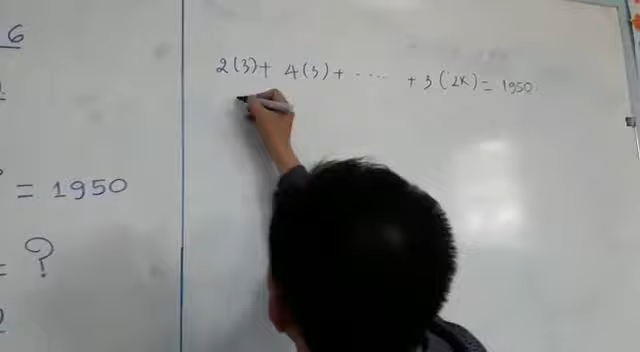 6
= 1950
= ?
2(3)+ 4(3)+ ···· + 3(2K) = 1950